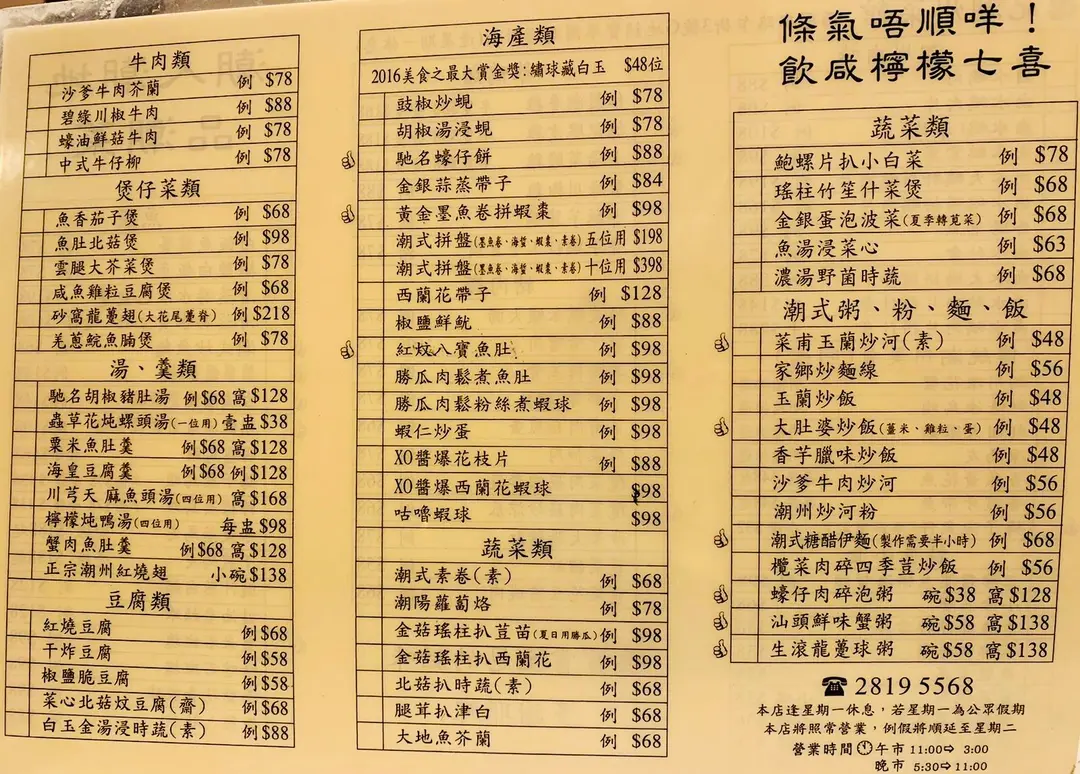 牛肉類
沙爹牛肉芥蘭 例 $78
碧綠川椒牛肉 例 $88
蠔油鮮菇牛肉 例 $78
中式牛仔柳 例 $78
煲仔菜類
魚香茄子煲 例 $68
魚肚北菇煲 例 $98
雲腿大芥菜煲 例 $78
咸魚雞粒豆腐煲 例 $68
砂窩龍躉翅(大花尾躉脊) 例 $218
羌蔥鯇魚腩煲 例 $78
湯、羹類
馳名胡椒豬肚湯 例$68 窩$128
蟲草花炖螺頭湯(一位用) 壹盅$38
粟米魚肚羹 例$68 窩$128
海皇豆腐羹 例$68 例$128
川芎天 麻魚頭湯(四位用) 窩$168
檸檬炖鴨湯(四位用) 每盅$98
蟹肉魚肚羹 例$68 窩$128
正宗潮州紅燒翅 小碗$138
豆腐類
紅燒豆腐 例$68
干炸豆腐 例$58
椒鹽脆豆腐 例$58
菜心北菇炆豆腐(齋) 例$68
白玉金湯浸時蔬(素) 例$88
海產類
2016美食之最大賞金獎:繡球藏白玉 $48位
豉椒炒蜆 例 $78
胡椒湯浸蜆 例 $78
馳名蠔仔餅 例 $88
金銀蒜蒸帶子 例 $84
黃金墨魚卷拼蝦棗 例 $98
潮式拼盤(墨魚卷、海蜇、蝦棗、素卷) 五位用 $198
潮式拼盤(墨魚卷、海蜇、蝦棗、素卷) 十位用 $398
西蘭花帶子 例 $128
椒鹽鮮魷 例 $88
紅炆八寶魚肚 例 $98
勝瓜肉鬆煮魚肚 例 $98
勝瓜肉鬆粉絲煮蝦球 例 $98
蝦仁炒蛋 例 $98
XO醬爆花枝片 例 $88
XO醬爆西蘭花蝦球 $98
咕嚕蝦球 $98
蔬菜類
潮式素卷(素) 例 $68
潮陽蘿蔔烙 例 $78
金菇瑤柱扒荳苗(夏日用勝瓜) 例 $98
金菇瑤柱扒西蘭花 例 $98
北菇扒時蔬(素) 例 $68
腿茸扒津白 例 $68
大地魚芥蘭 例 $68
條氣唔順咩!
飲咸檸檬七喜
蔬菜類
鮑螺片扒小白菜 例 $78
瑤柱竹笙什菜煲 例 $68
金銀蛋泡波菜(夏季轉莧菜) 例 $68
魚湯浸菜心 例 $63
濃湯野菌時蔬 例 $68
潮式粥、粉、麵、飯
菜甫玉蘭炒河(素) 例 $48
家鄉炒麵線 例 $56
玉蘭炒飯 例 $48
大肚婆炒飯(薑米、雞粒、蛋) 例 $48
香芋臘味炒飯 例 $48
沙爹牛肉炒河 例 $56
潮州炒河粉 例 $56
潮式糖醋伊麵(製作需要半小時) 例 $68
欖菜肉碎四季荳炒飯 例 $56
蠔仔肉碎泡粥 碗$38 窩$128
汕頭鮮味蟹粥 碗$58 窩$138
生滾龍躉球粥 碗$58 窩$138
☎2819 5568
本店逢星期一休息,若星期一為公眾假期
本店將照常營業,例假將順延至星期二
營業時間 午市 11:00⇨ 3:00
晚市 5:30⇨11:00